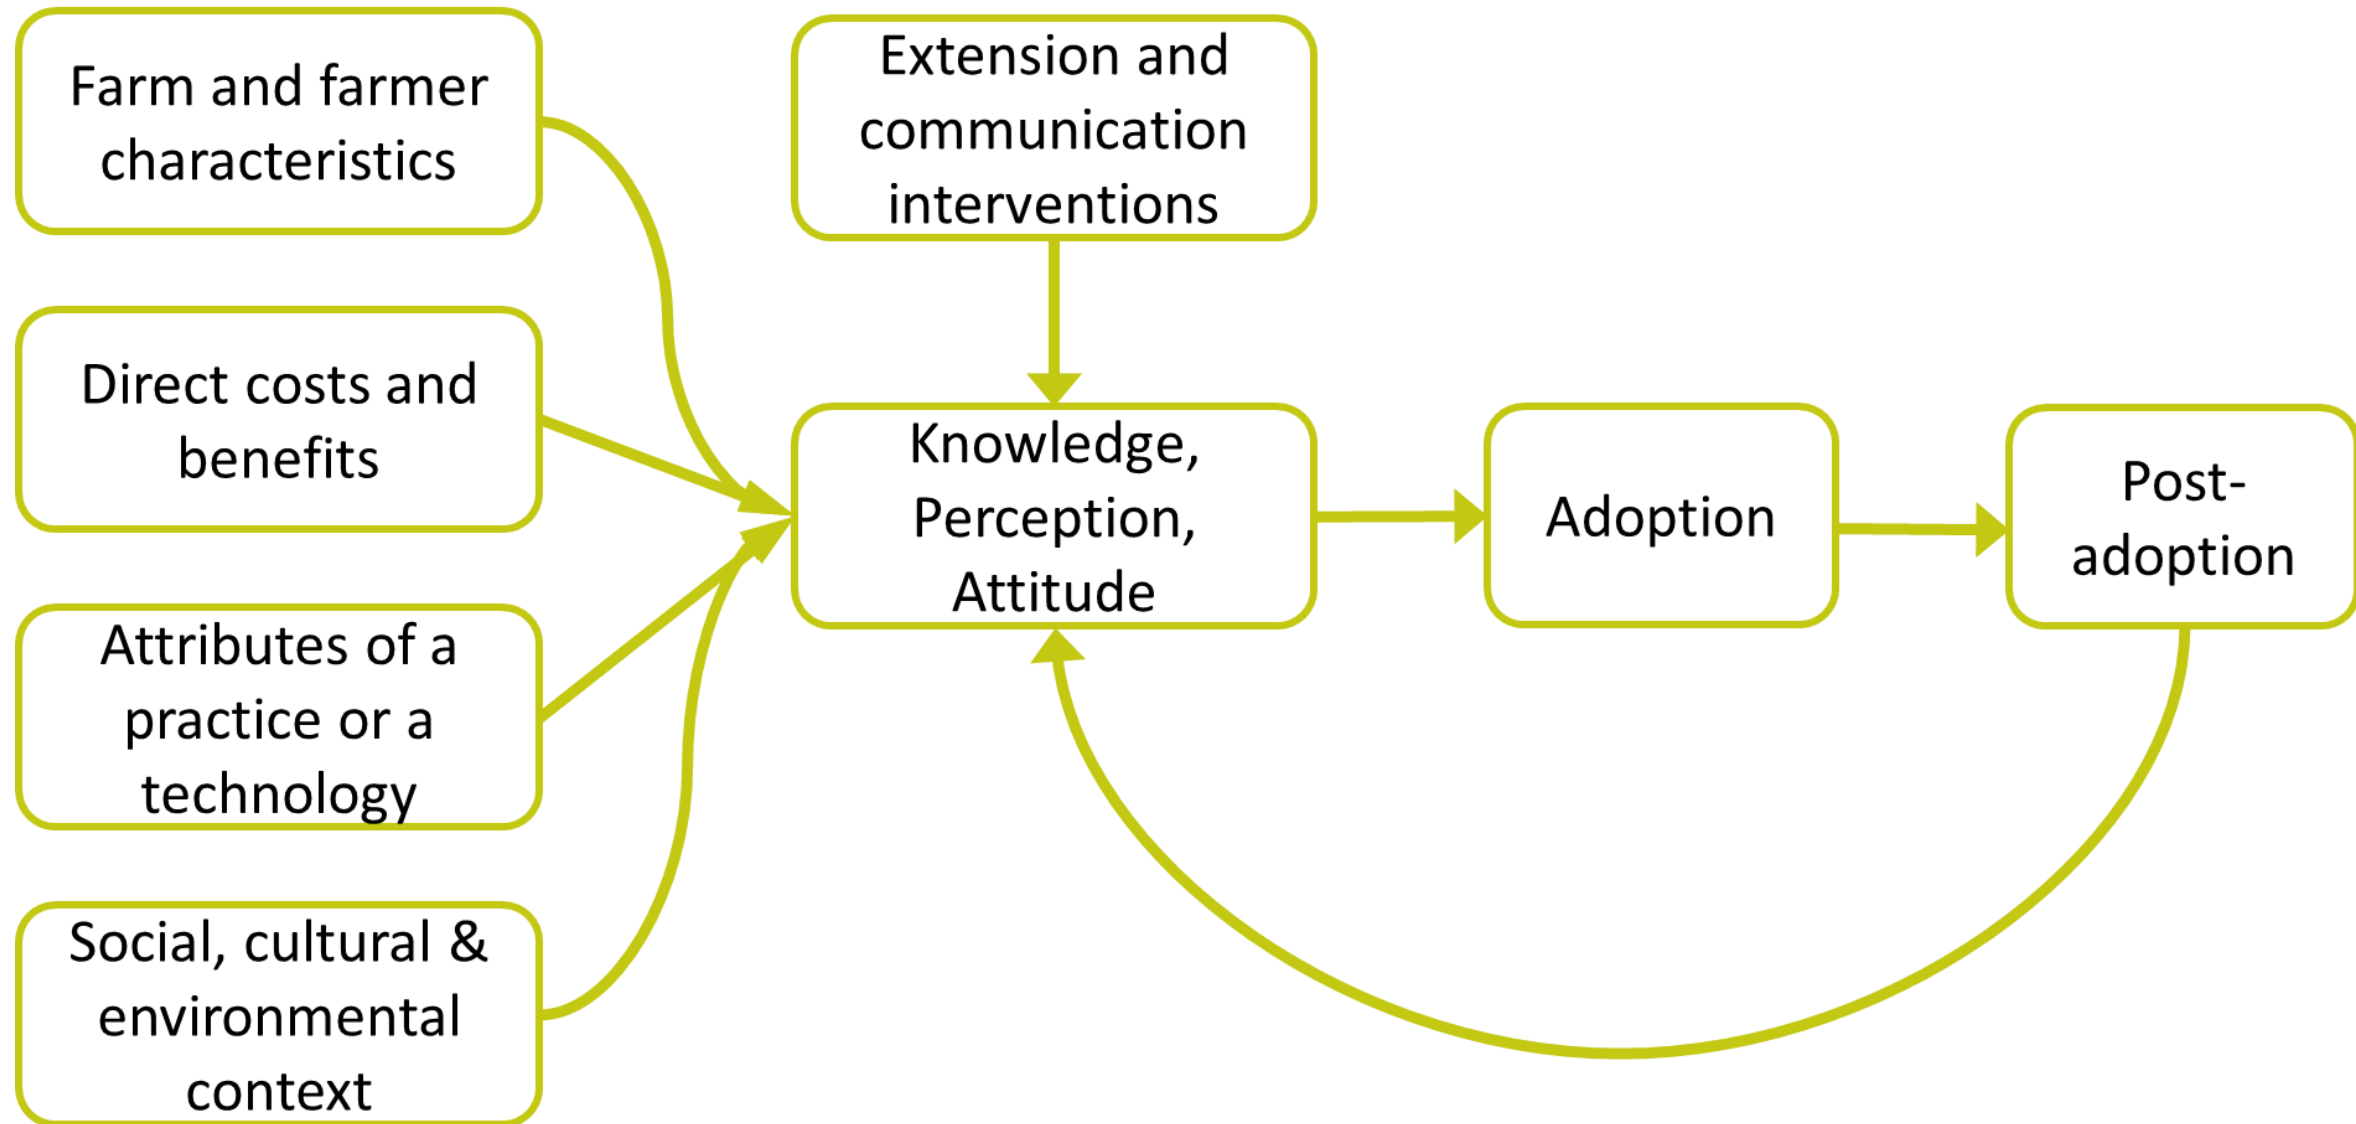 Farm and farmer
characteristics
Extension and
communication
interventions
Direct costs and
benefits
Knowledge,
Perception,
Attitude
Adoption
Post-
adoption
Attributes of a
practice or a
technology
Social, cultural &
environmental
context